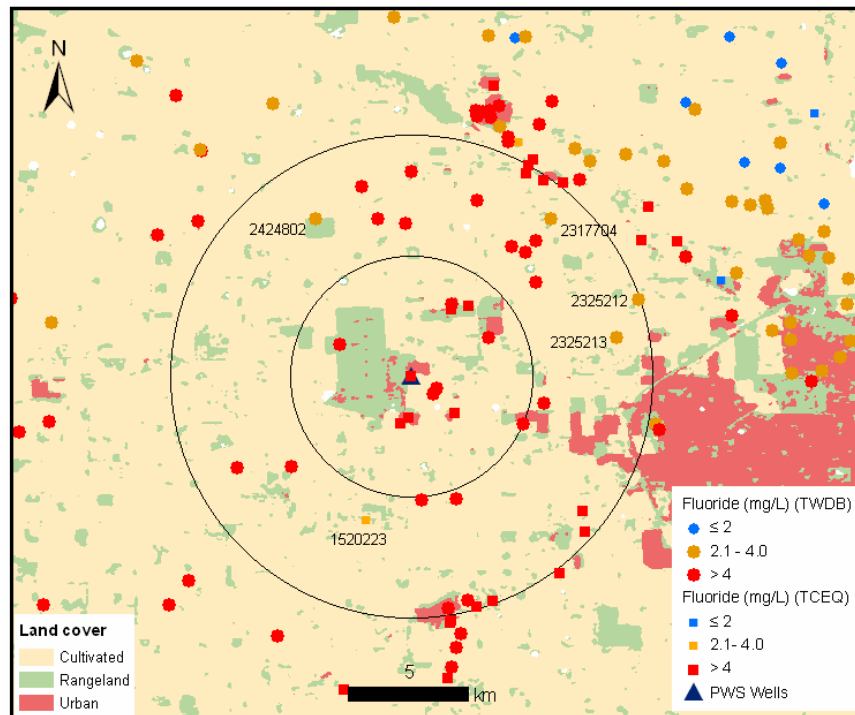 N
2424802
2317704
2325212
2325213
1520223
Fluoride (mg/L) (TWDB)
≤ 2
2.1 - 4.0
> 4
Fluoride (mg/L) (TCEQ)
≤ 2
2.1- 4.0
> 4
PWS Wells
Land cover
Cultivated
Rangeland
Urban
5
km